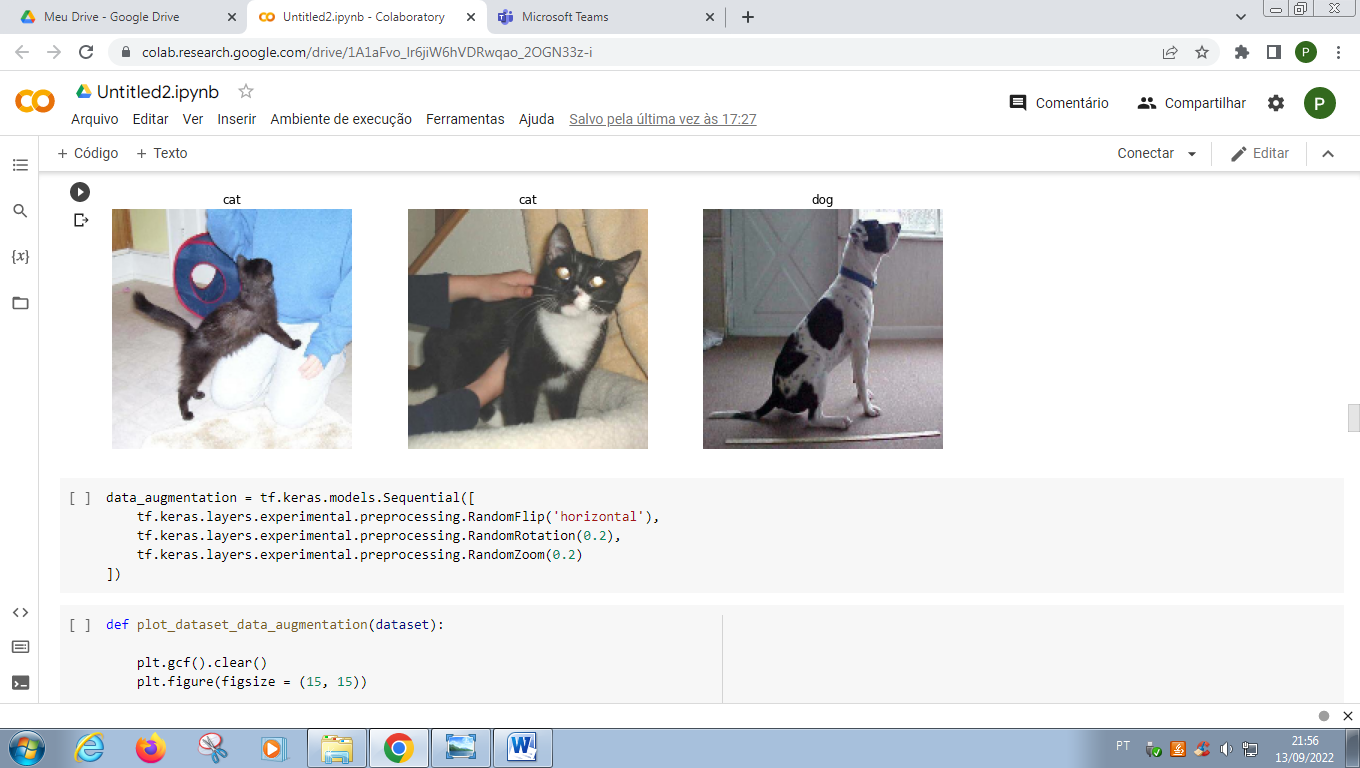 Meu Drive - Google Drive
Untitled2.ipynb - Colaboratory
Microsoft Teams
colab.research.google.com/drive/1A1aFvo_lr6jiW6hVDRwqao_2OGN33z-i
P
Untitled2.ipynb
Comentário
Compartilhar
P
Arquivo Editar Ver Inserir Ambiente de execução Ferramentas Ajuda Salvo pela última vez às 17:27
+ Código + Texto
Conectar
Editar
cat
cat
dog
{x}
[ ] data_augmentation = tf.keras.models.Sequential([
tf.keras.layers.experimental.preprocessing.RandomFlip('horizontal'),
tf.keras.layers.experimental.preprocessing.RandomRotation(0.2),
tf.keras.layers.experimental.preprocessing.RandomZoom(0.2)
])
[ ] def plot_dataset_data_augmentation(dataset):
plt.gcf().clear()
plt.figure(figsize = (15, 15))
PT
21:56
13/09/2022